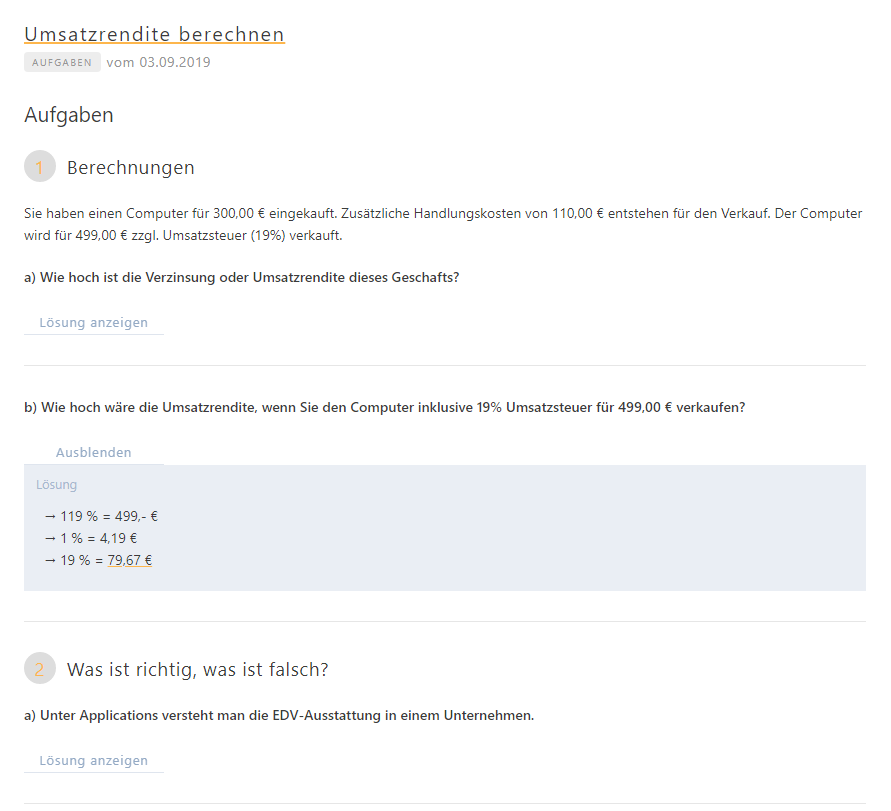 Umsatzrendite berechnen
AUFGABEN vom 03.09.2019
Aufgaben
1 Berechnungen
Sie haben einen Computer für 300,00 € eingekauft. Zusätzliche Handlungskosten von 110,00 € entstehen für den Verkauf. Der Computer
wird für 499,00 € zzgl. Umsatzsteuer (19%) verkauft.
a) Wie hoch ist die Verzinsung oder Umsatzrendite dieses Geschafts?
Lösung anzeigen
b) Wie hoch wäre die Umsatzrendite, wenn Sie den Computer inklusive 19% Umsatzsteuer für 499,00 € verkaufen?
Ausblenden
Lösung
→ 119 % = 499,- €
→ 1 % = 4,19 €
→ 19 % = 79,67 €
2 Was ist richtig, was ist falsch?
a) Unter Applications versteht man die EDV-Ausstattung in einem Unternehmen.
Lösung anzeigen